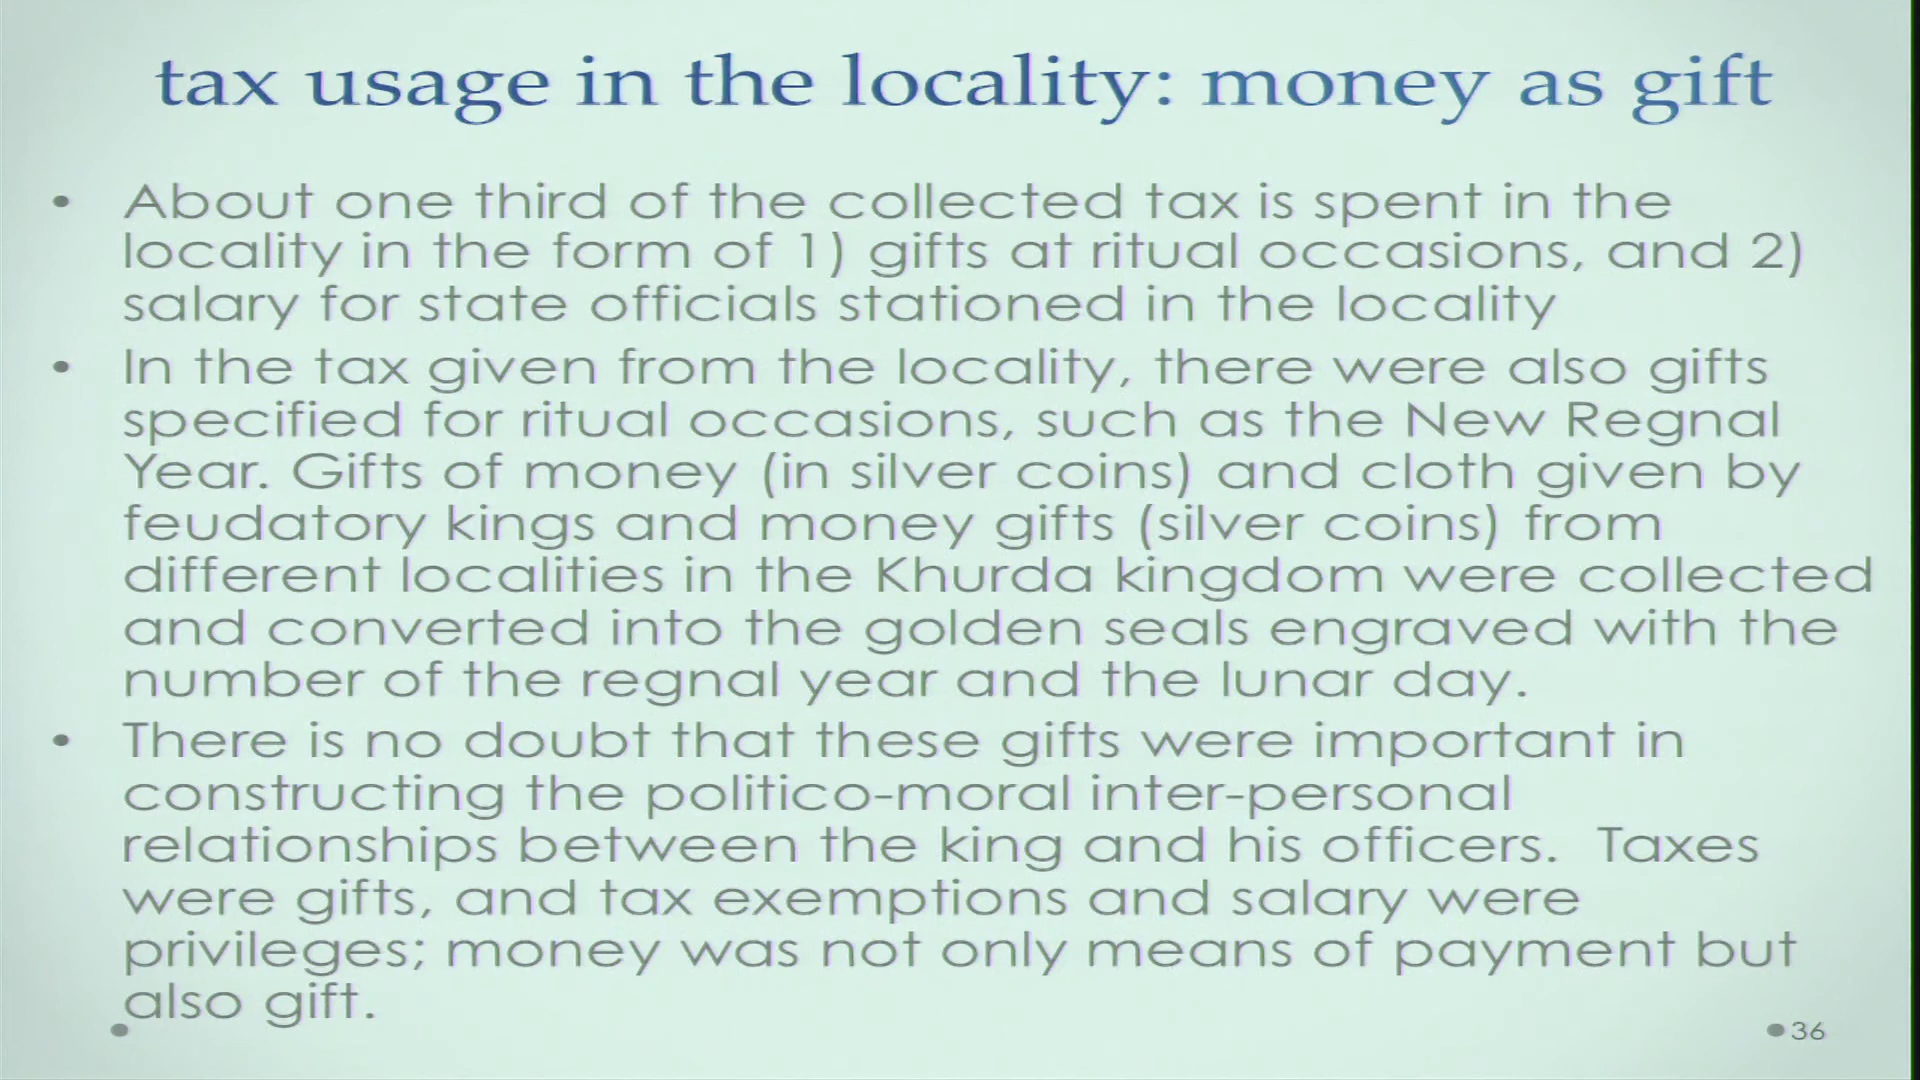 tax usage in the locality: money as gift
• About one third of the collected tax is spent in the
locality in the form of 1) gifts at ritual occasions, and 2)
salary for state officials stationed in the locality
• In the tax given from the locality, there were also gifts
specified for ritual occasions, such as the New Regnal
Year. Gifts of money (in silver coins) and cloth given by
feudatory kings and money gifts (silver coins) from
different localities in the Khurda kingdom were collected
and converted into the golden seals engraved with the
number of the regnal year and the lunar day.
• There is no doubt that these gifts were important in
constructing the politico-moral inter-personal
relationships between the king and his officers. Taxes
were gifts, and tax exemptions and salary were
privileges; money was not only means of payment but
also gift.
36